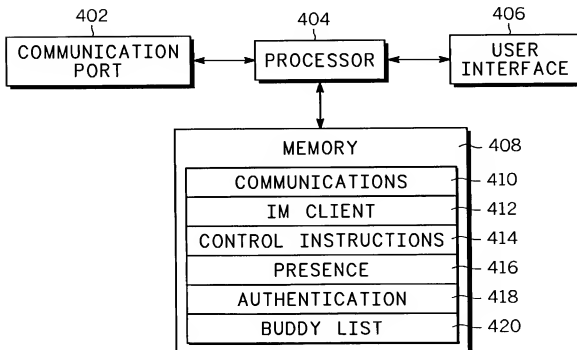 402
404
406
COMMUNICATION
PORT
PROCESSOR
USER
INTERFACE
MEMORY
408
COMMUNICATIONS
410
IM CLIENT
412
CONTROL INSTRUCTIONS
414
PRESENCE
416
AUTHENTICATION
418
BUDDY LIST
420